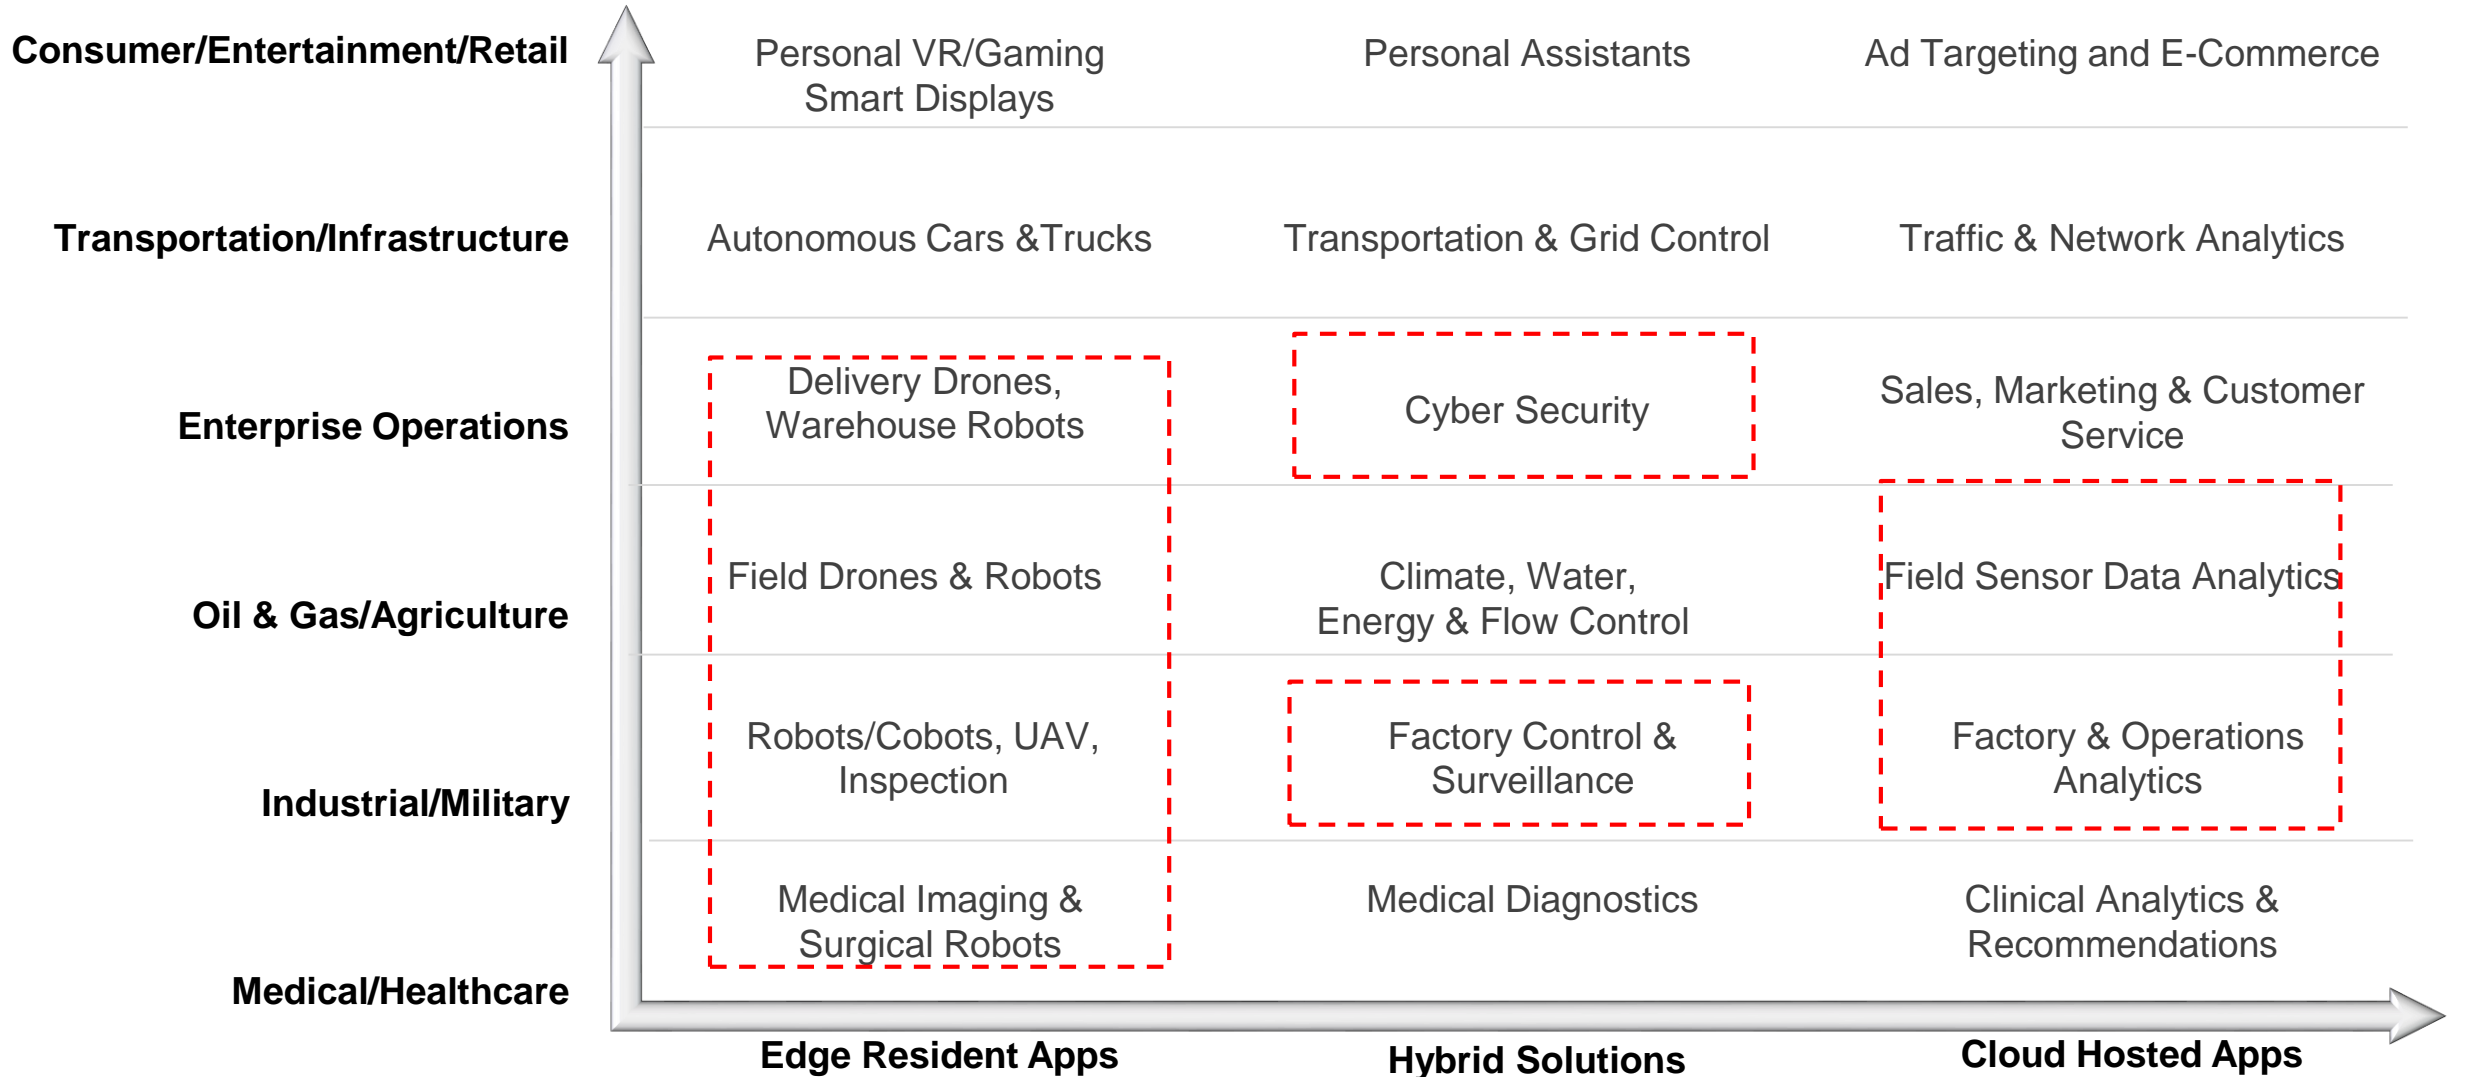 Consumer/Entertainment/Retail
Personal VR/Gaming
Smart Displays
Personal Assistants
Ad Targeting and E-Commerce
Transportation/Infrastructure
Autonomous Cars &Trucks
Transportation & Grid Control
Traffic & Network Analytics
Enterprise Operations
Delivery Drones,
Warehouse Robots
Cyber Security
Sales, Marketing & Customer
Service
Oil & Gas/Agriculture
Field Drones & Robots
Climate, Water,
Energy & Flow Control
Field Sensor Data Analytics
Industrial/Military
Robots/Cobots, UAV,
Inspection
Factory Control &
Surveillance
Factory & Operations
Analytics
Medical/Healthcare
Medical Imaging &
Surgical Robots
Medical Diagnostics
Clinical Analytics &
Recommendations
Edge Resident Apps
Hybrid Solutions
Cloud Hosted Apps